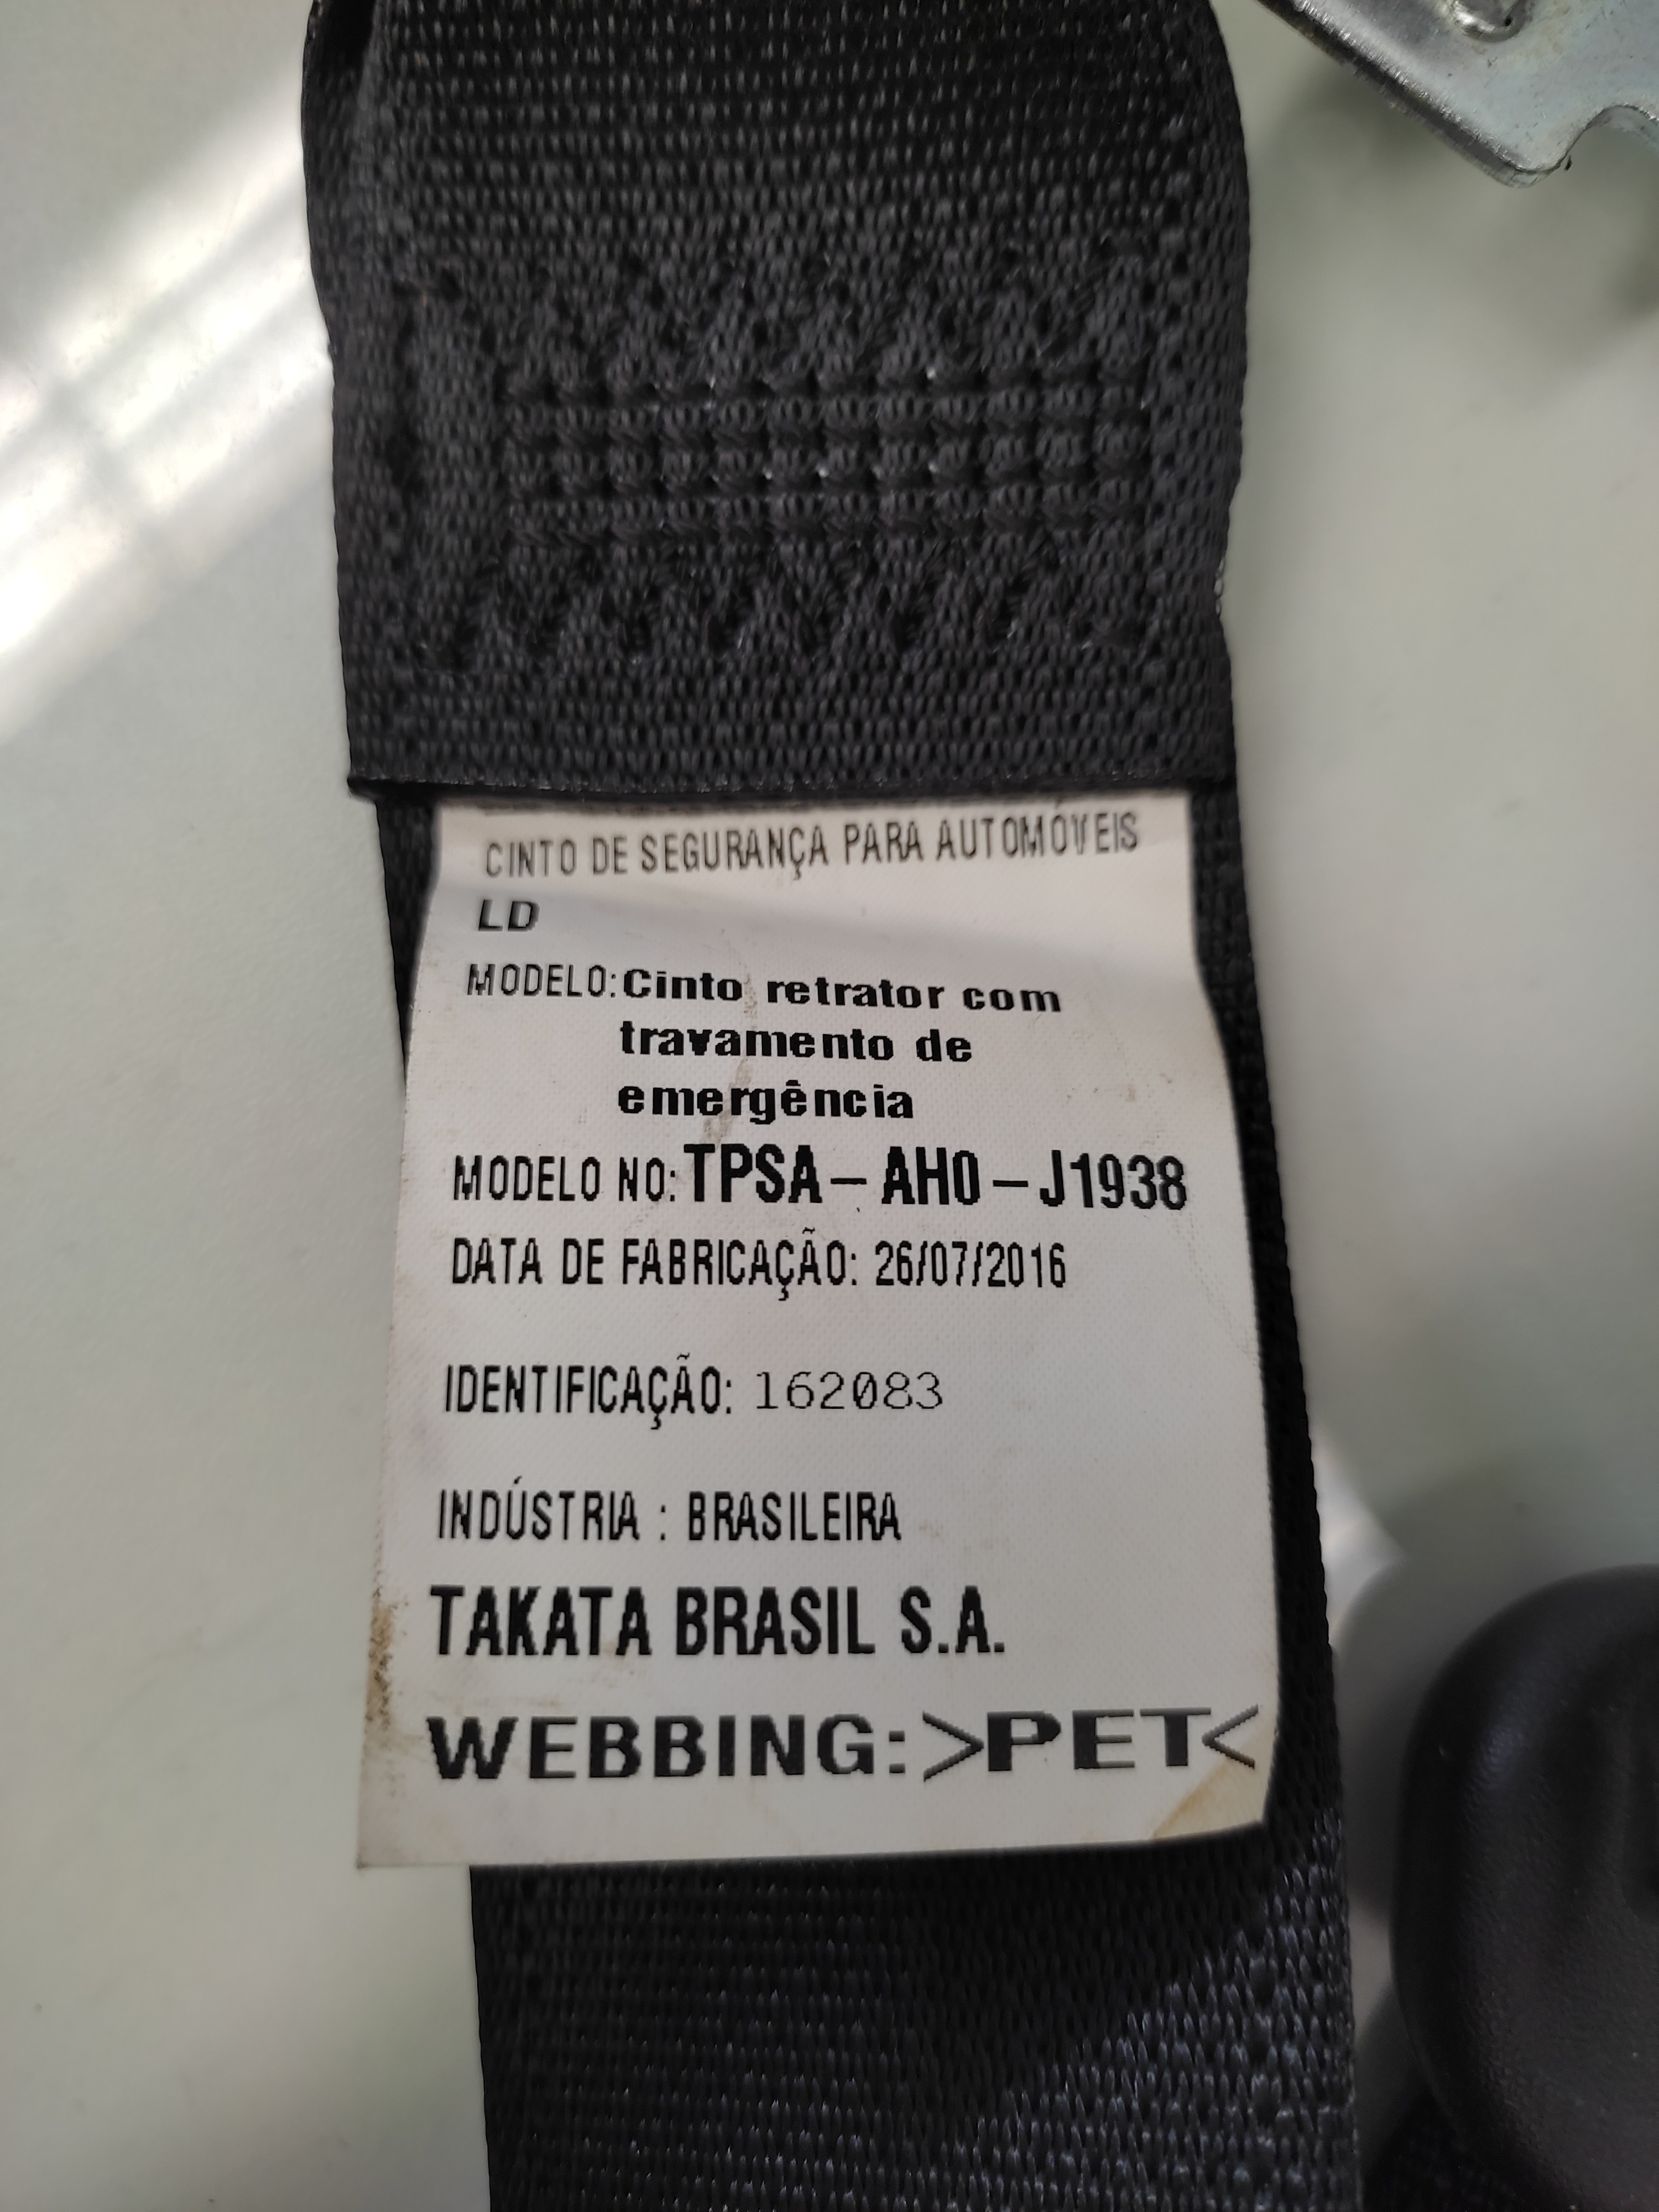 CINTO DE SEGURANÇA PARA AUTOMÓVEIS
LD
MODELO: Cinto retrator com
travamento de
emergência
MODELO NO: TPSA – AH0 – J1938
DATA DE FABRICAÇÃO: 26/07/2016
IDENTIFICAÇÃO: 162083
INDÚSTRIA : BRASILEIRA
TAKATA BRASIL S.A.
WEBBING: >PET<